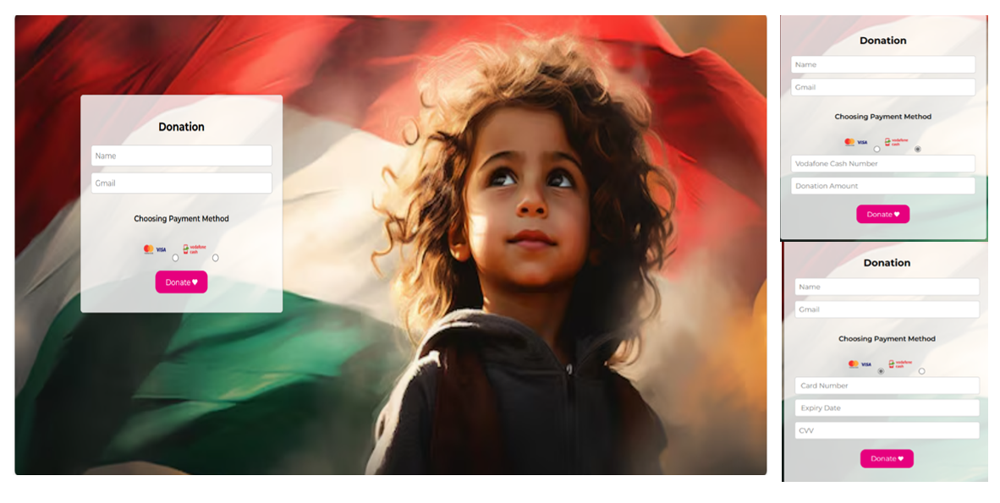 Donation
Name
Gmail
Choosing Payment Method
VISA vodafone cash
Donate ♥
Donation
Name
Gmail
Choosing Payment Method
VISA vodafone cash
Vodafone Cash Number
Donation Amount
Donate ♥
Donation
Name
Gmail
Choosing Payment Method
VISA vodafone cash
Card Number
Expiry Date
CVV
Donate ♥